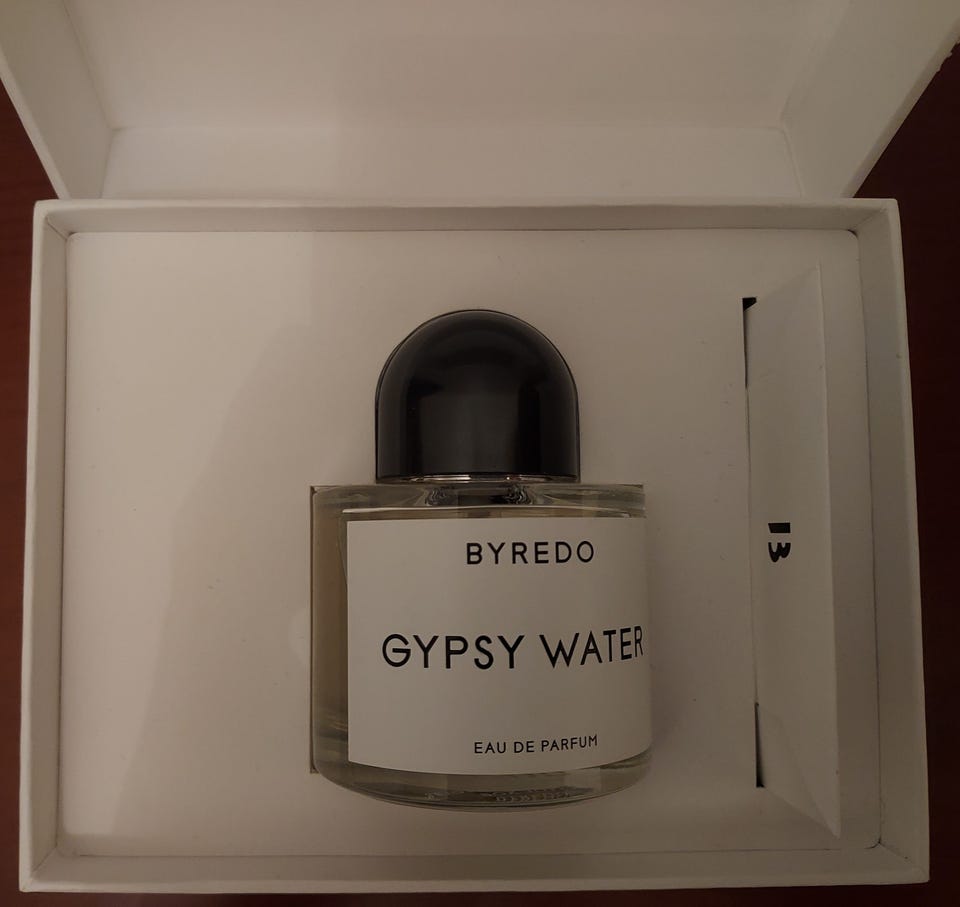 BYREDO
GYPSY WATER
EAU DE PARFUM